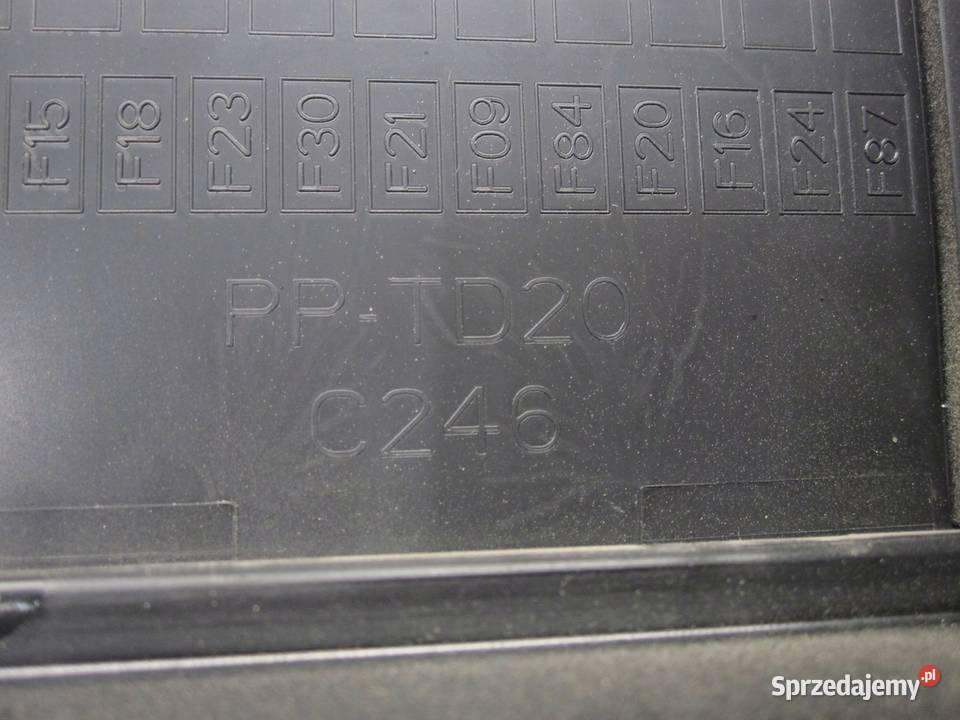 F15 F18 F23 F30 F21 F09 F84 F20 F16 F24 F87
PP-TD20
C246
Sprzedajemy.pl